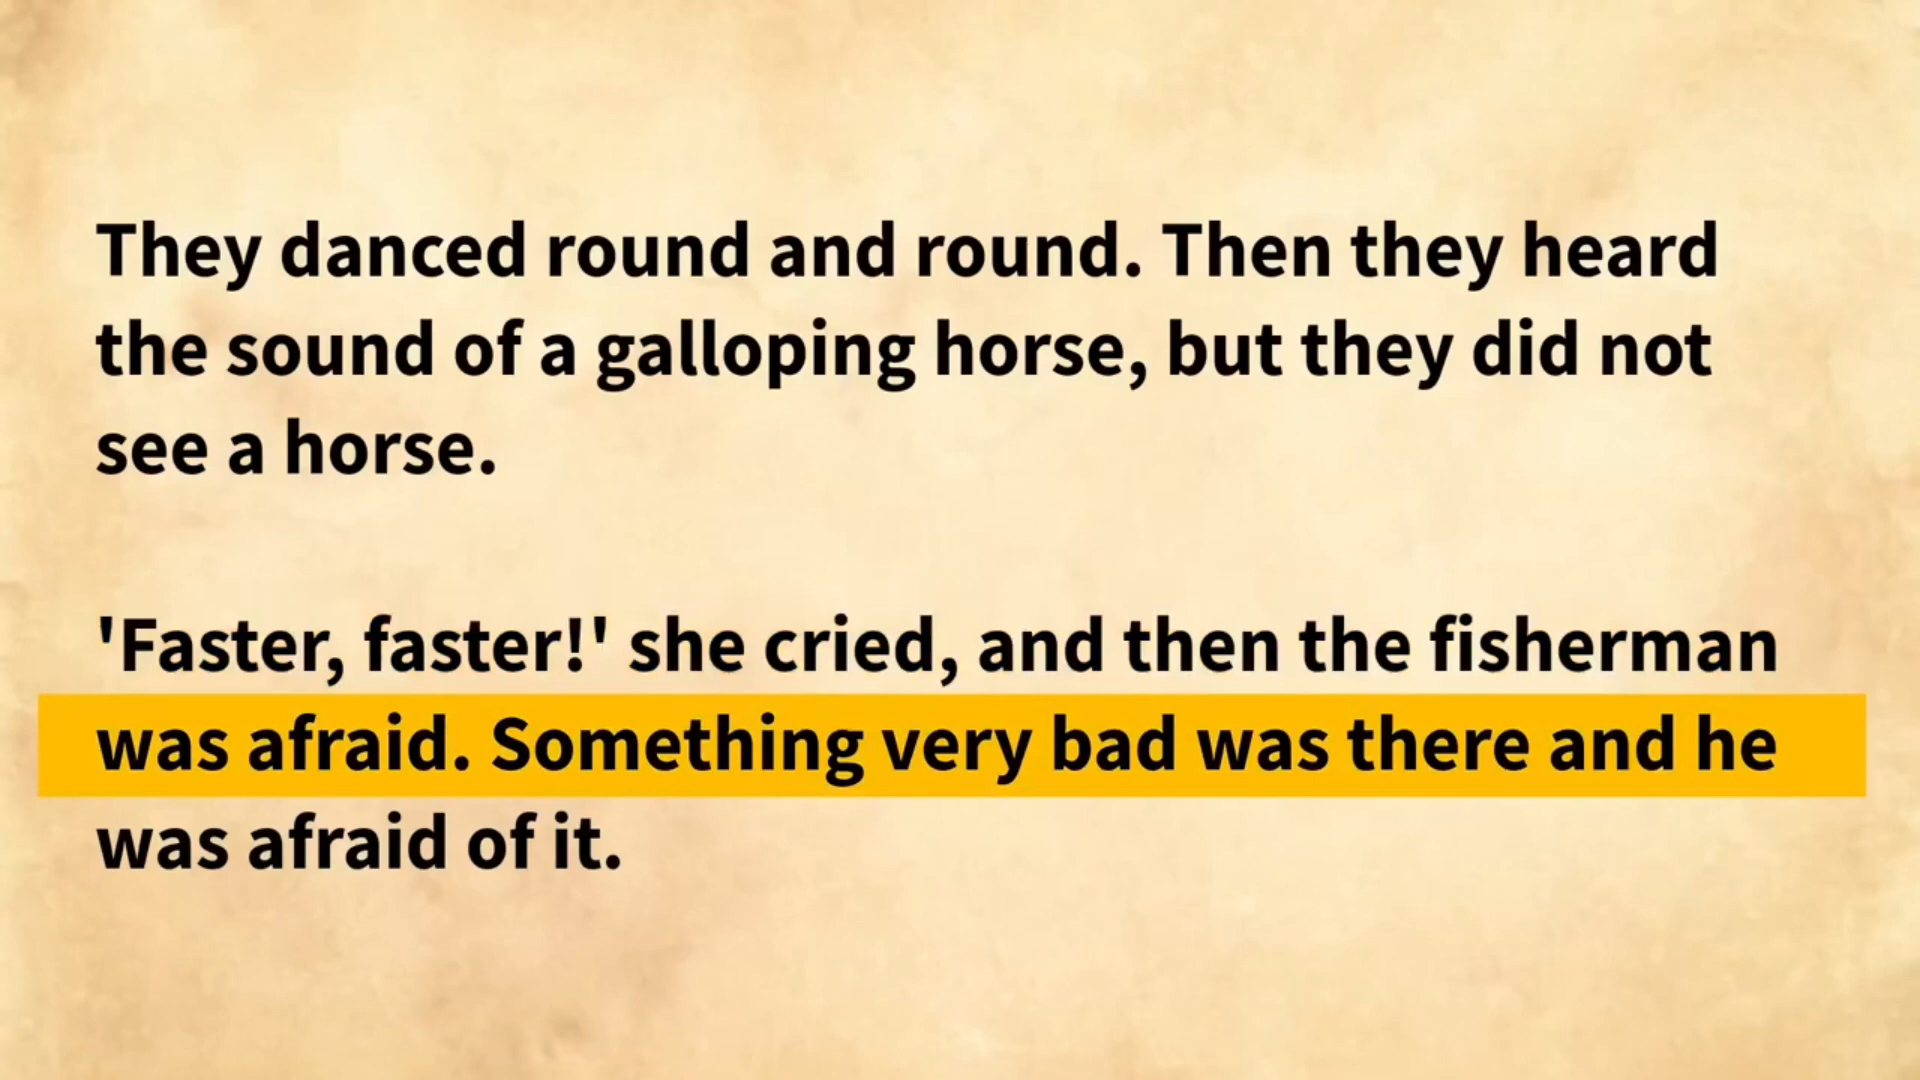 They danced round and round. Then they heard
the sound of a galloping horse, but they did not
see a horse.
'Faster, faster!' she cried, and then the fisherman
was afraid. Something very bad was there and he
was afraid of it.